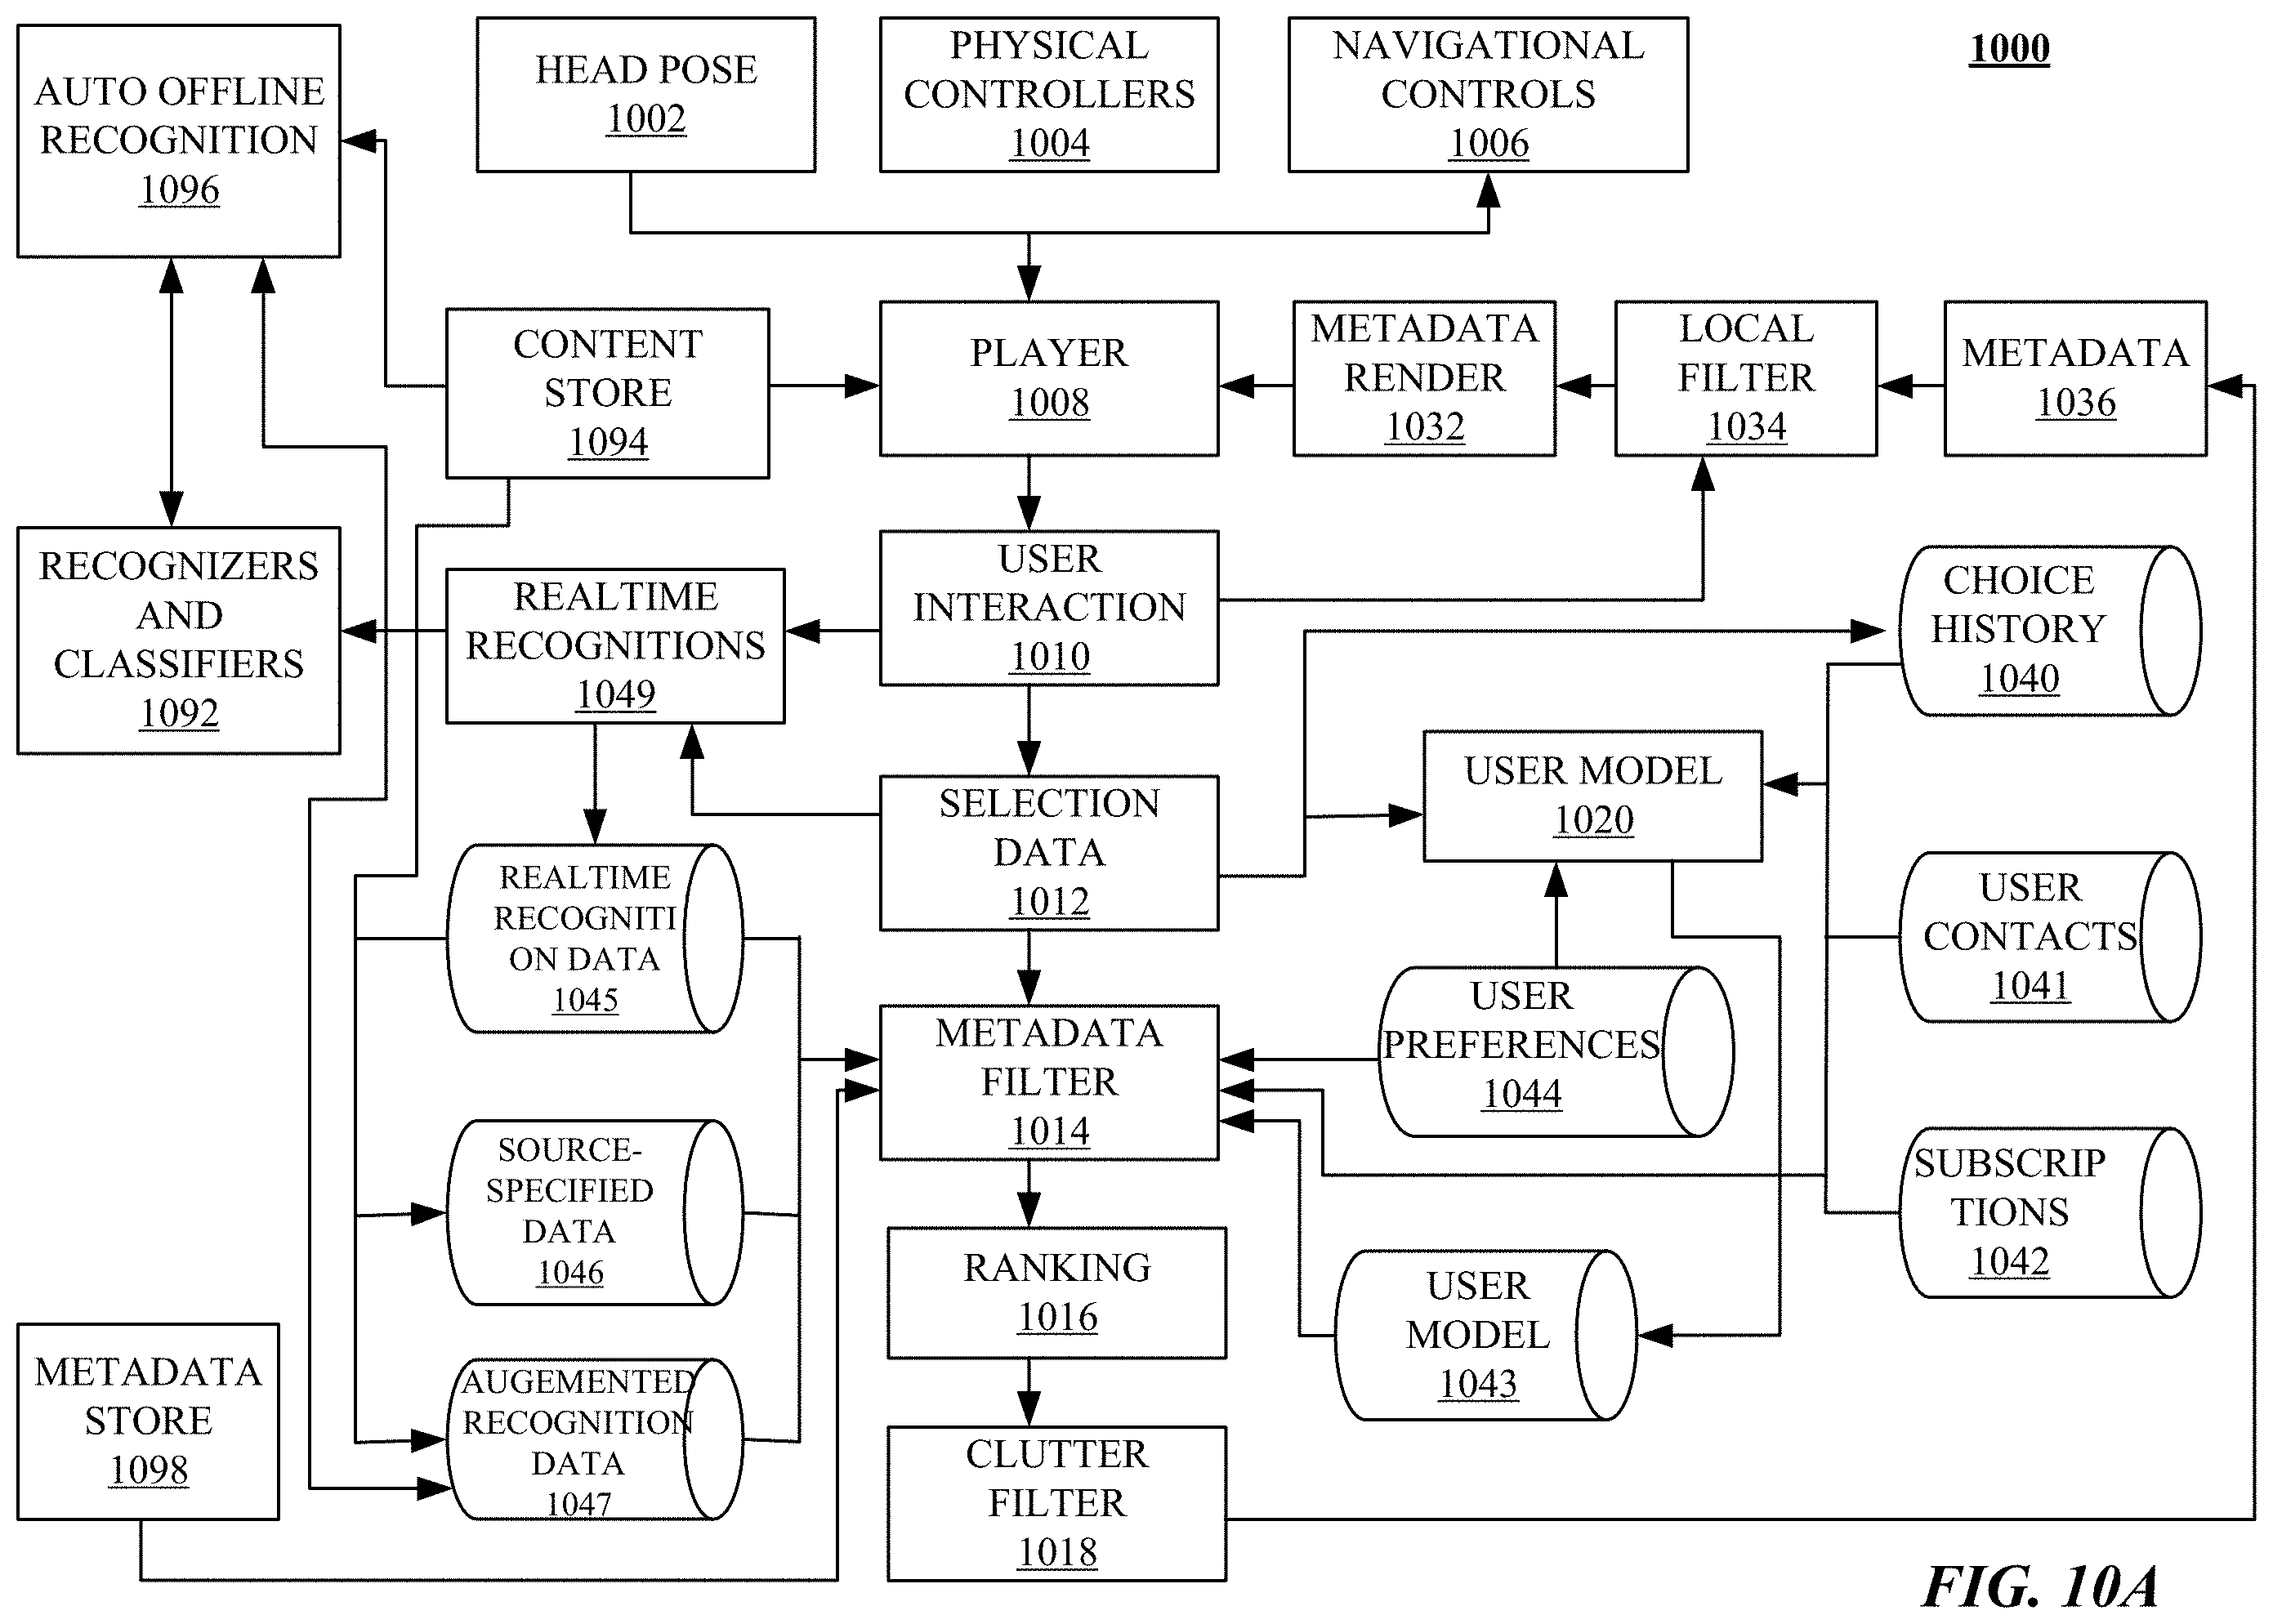 AUTO OFFLINE
RECOGNITION
1096
HEAD POSE
1002
PHYSICAL
CONTROLLERS
1004
NAVIGATIONAL
CONTROLS
1006
1000
CONTENT
STORE
1094
PLAYER
1008
METADATA
RENDER
1032
LOCAL
FILTER
1034
METADATA
1036
RECOGNIZERS
AND
CLASSIFIERS
1092
REALTIME
RECOGNITIONS
1049
USER
INTERACTION
1010
CHOICE
HISTORY
1040
SELECTION
DATA
1012
USER MODEL
1020
REALTIME
RECOGNITI
ON DATA
1045
USER
CONTACTS
1041
METADATA
FILTER
1014
USER
PREFERENCES
1044
SOURCE-
SPECIFIED
DATA
1046
SUBSCRIP
TIONS
1042
RANKING
1016
USER
MODEL
1043
METADATA
STORE
1098
AUGEMENTED
RECOGNITION
DATA
1047
CLUTTER
FILTER
1018
FIG. 10A